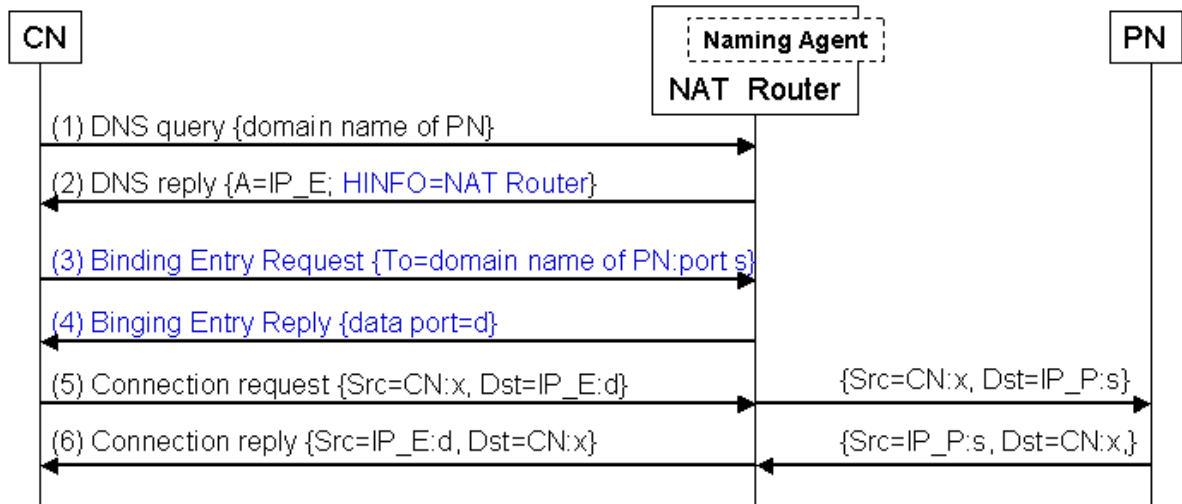 CN
Naming Agent
NAT Router
PN
(1) DNS query {domain name of PN}
(2) DNS reply {A=IP_E; HINFO=NAT Router}
(3) Binding Entry Request {To=domain name of PN:port s}
(4) Binging Entry Reply {data port=d}
(5) Connection request {Src=CN:x, Dst=IP_E:d}
{Src=CN:x, Dst=IP_P:s}
(6) Connection reply {Src=IP_E:d, Dst=CN:x}
{Src=IP_P:s, Dst=CN:x,}